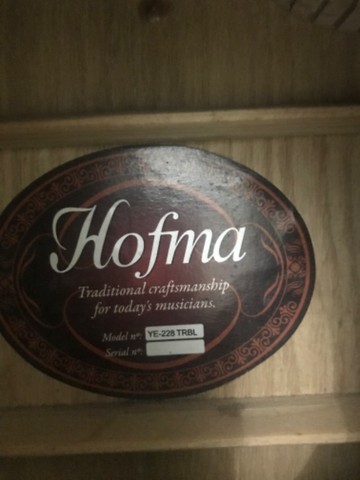 Hofma
Traditional craftsmanship
for today's musicians.
Model nº: YE-228 TRBL
Serial nº: